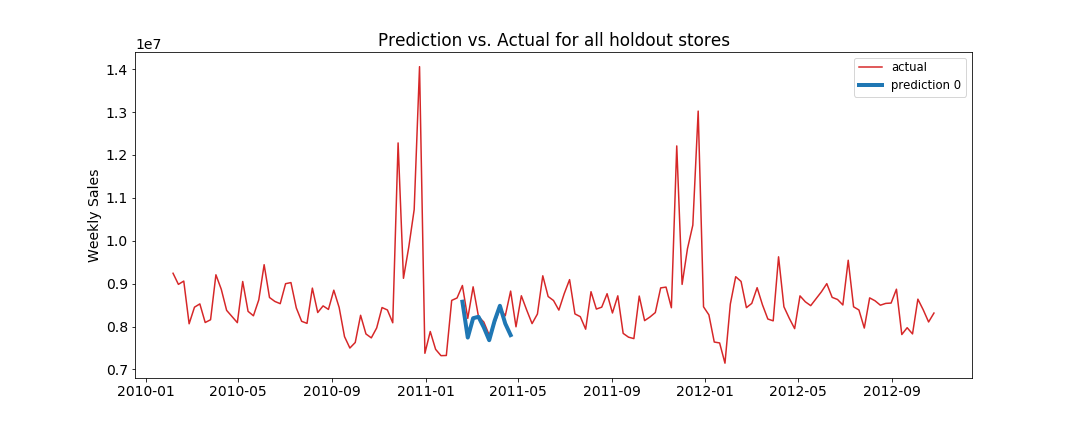 Prediction vs. Actual for all holdout stores
1e7
actual
prediction 0
1.4
1.3
1.2
1.1
1.0
0.9
0.8
0.7
Weekly Sales
2010-01 2010-05 2010-09 2011-01 2011-05 2011-09 2012-01 2012-05 2012-09